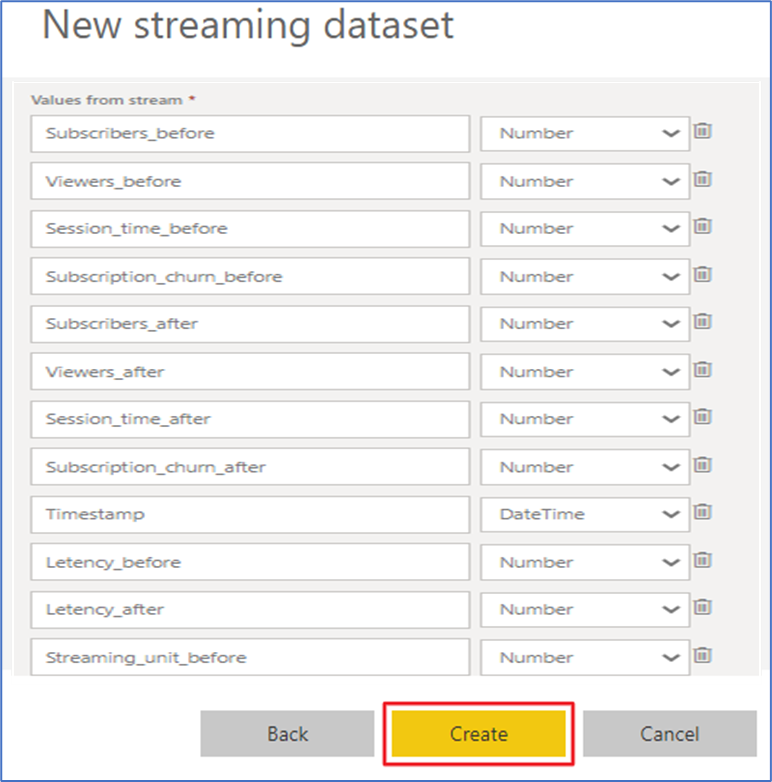 New streaming dataset
Values from stream *
Subscribers_before Number
Viewers_before Number
Session_time_before Number
Subscription_churn_before Number
Subscribers_after Number
Viewers_after Number
Session_time_after Number
Subscription_churn_after Number
Timestamp DateTime
Letency_before Number
Letency_after Number
Streaming_unit_before Number
Back Create Cancel